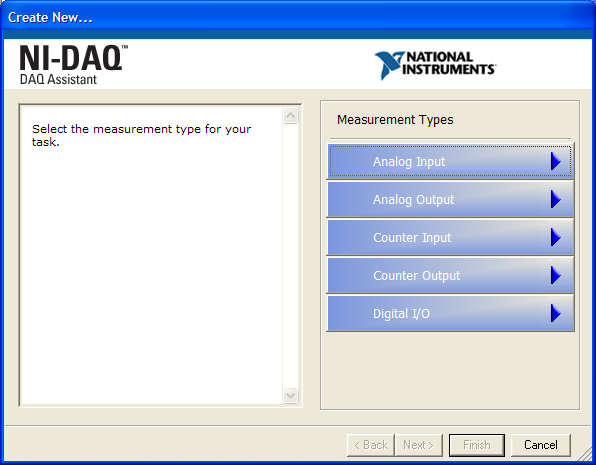 Create New...
NI-DAQ™
DAQ Assistant
NATIONAL
INSTRUMENTS™
Select the measurement type for your
task.
Measurement Types
Analog Input
Analog Output
Counter Input
Counter Output
Digital I/O
< Back
Next >
Finish
Cancel